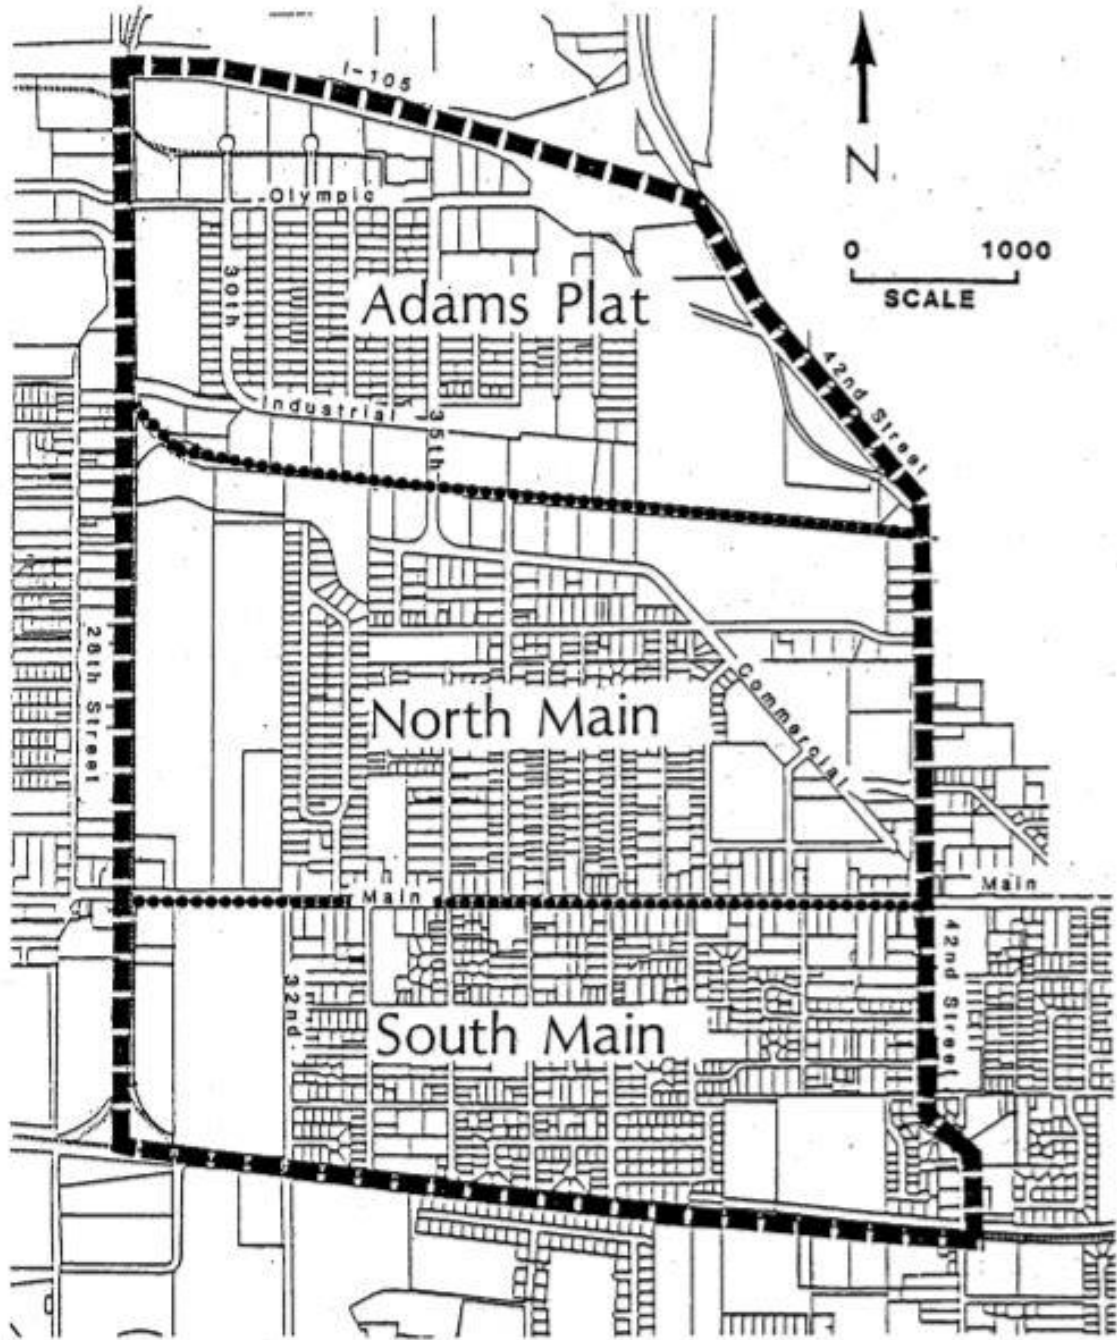 I-105
N
Olympic
0 1000
SCALE
30th
Adams Plat
42nd Street
Industrial
35th
28th Street
North Main
Commercial
Main
Main
42nd Street
32nd.
South Main